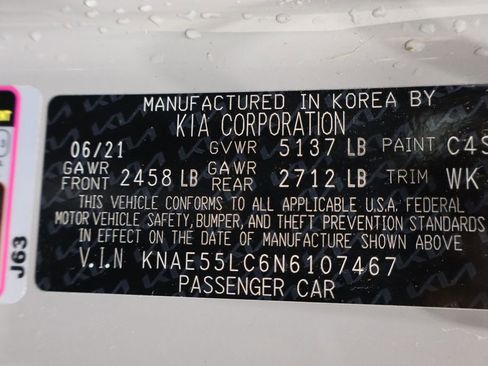 MANUFACTURED IN KOREA BY
KIA CORPORATION
06/21 GVWR 5137 LB PAINT C4S
GAWR FRONT 2458 LB GAWR REAR 2712 LB TRIM WK
THIS VEHICLE CONFORMS TO ALL APPLICABLE U.S.A. FEDERAL
MOTOR VEHICLE SAFETY, BUMPER, AND THEFT PREVENTION STANDARDS
IN EFFECT ON THE DATE OF MANUFACTURE SHOWN ABOVE
V.I.N KNAE55LC6N6107467
PASSENGER CAR
J63